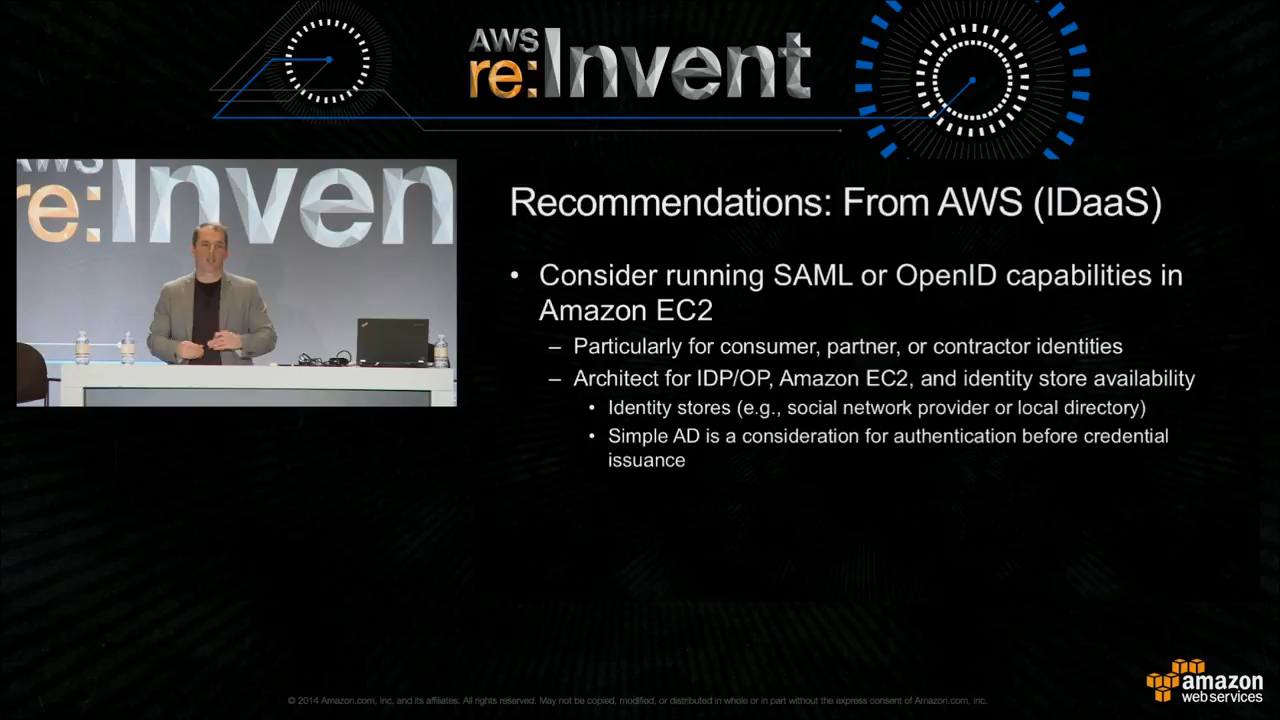 AWS
re:Invent
AWS
re:Inven
Recommendations: From AWS (IDaaS)
• Consider running SAML or OpenID capabilities in
Amazon EC2
– Particularly for consumer, partner, or contractor identities
– Architect for IDP/OP, Amazon EC2, and identity store availability
• Identity stores (e.g., social network provider or local directory)
• Simple AD is a consideration for authentication before credential
issuance
amazon
web services
© 2014 Amazon.com, Inc. and its affiliates. All rights reserved. May not be copied, modified, or distributed in whole or in part without the express consent of Amazon.com, Inc.